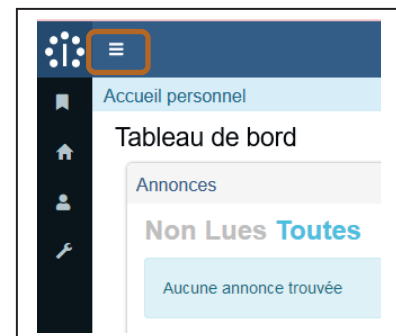 Accueil personnel
Tableau de bord
Annonces
Non Lues Toutes
Aucune annonce trouvée